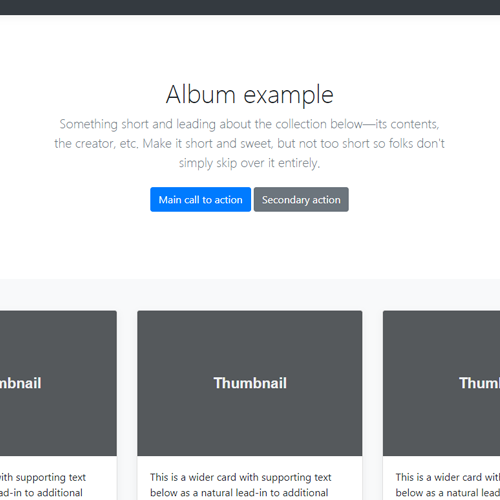 Album example
Something short and leading about the collection below—its contents,
the creator, etc. Make it short and sweet, but not too short so folks don't
simply skip over it entirely.
Main call to action Secondary action
Thumbnail
This is a wider card with supporting text
below as a natural lead-in to additional
with supporting text
lead-in to additional
This is a wider card with
below as a natural lead-in